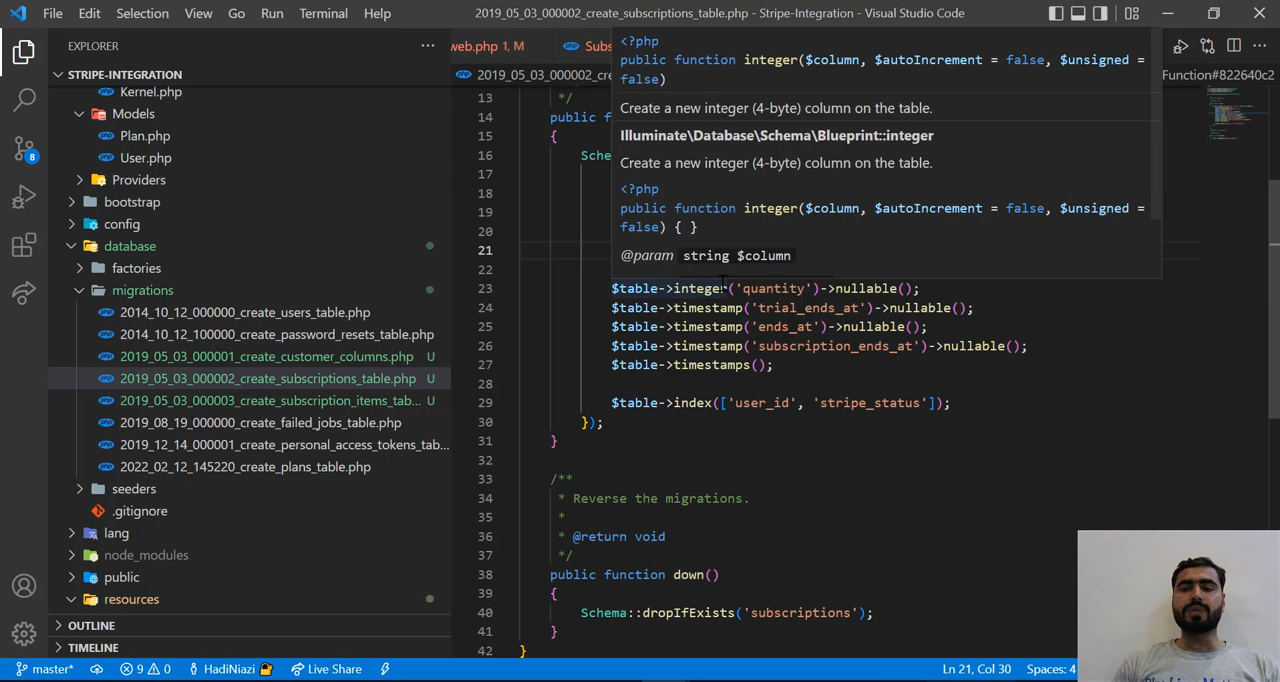 File Edit Selection View Go Run Terminal Help
2019_05_03_000002_create_subscriptions_table.php - Stripe-Integration - Visual Studio Code
EXPLORER
STRIPE-INTEGRATION
Kernel.php
Models
Plan.php
User.php
Providers
bootstrap
config
database
factories
migrations
2014_10_12_000000_create_users_table.php
2014_10_12_100000_create_password_resets_table.php
2019_05_03_000001_create_customer_columns.php U
2019_05_03_000002_create_subscriptions_table.php U
2019_05_03_000003_create_subscription_items_tab... U
2019_08_19_000000_create_failed_jobs_table.php
2019_12_14_000001_create_personal_access_tokens_tab...
2022_02_12_145220_create_plans_table.php
seeders
.gitignore
lang
node_modules
public
resources
OUTLINE
TIMELINE
8
web.php 1, M
Subs
2019_05_03_000002_cre
Function#822640c2
<?php
public function integer($column, $autoIncrement = false, $unsigned =
false)
Create a new integer (4-byte) column on the table.
Illuminate\Database\Schema\Blueprint::integer
Create a new integer (4-byte) column on the table.
<?php
public function integer($column, $autoIncrement = false, $unsigned =
false) { }
@param string $column
13 */
14 public f
15 {
16 Sche
17
18
19
20
21
22
23 $table->integer('quantity')->nullable();
24 $table->timestamp('trial_ends_at')->nullable();
25 $table->timestamp('ends_at')->nullable();
26 $table->timestamp('subscription_ends_at')->nullable();
27 $table->timestamps();
28
29 $table->index(['user_id', 'stripe_status']);
30 });
31 }
32
33 /**
34 * Reverse the migrations.
35 *
36 * @return void
37 */
38 public function down()
39 {
40 Schema::dropIfExists('subscriptions');
41 }
42 }
master* 9 0 HadiNiazi Live Share
Ln 21, Col 30 Spaces: 4